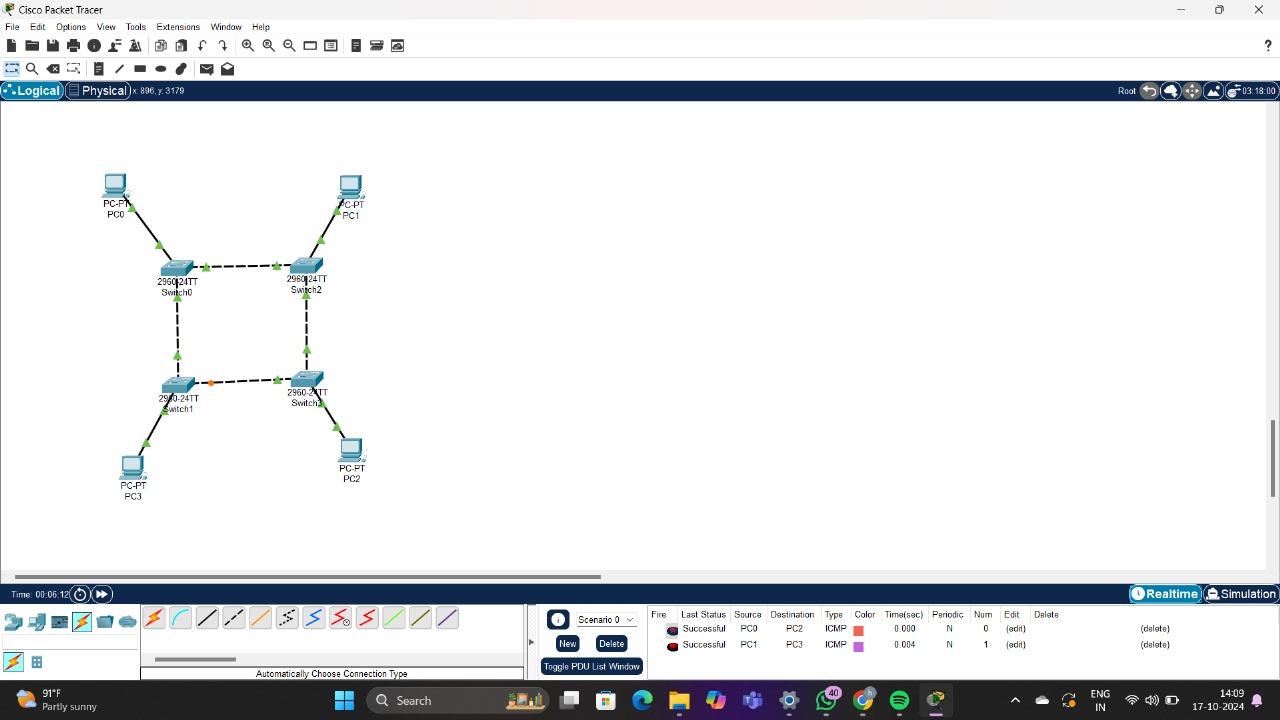 Cisco Packet Tracer
File Edit Options View Tools Extensions Window Help
Logical Physical x: 896, y: 3179 Root 03:18:00
PC-PT
PC0
PC-PT
PC1
2960-24TT
Switch0
2960-24TT
Switch2
2960-24TT
Switch1
2960-24TT
Switch3
PC-PT
PC3
PC-PT
PC2
Time: 00:06:12 Realtime Simulation
Scenario 0
New Delete
Toggle PDU List Window
Fire Last Status Source Destination Type Color Time(sec) Periodic Num Edit Delete
Successful PC0 PC2 ICMP 0.000 N 0 (edit) (delete)
Successful PC1 PC3 ICMP 0.004 N 1 (edit) (delete)
Automatically Choose Connection Type
91°F
Partly sunny
Search
40
ENG
IN
14:09
17-10-2024